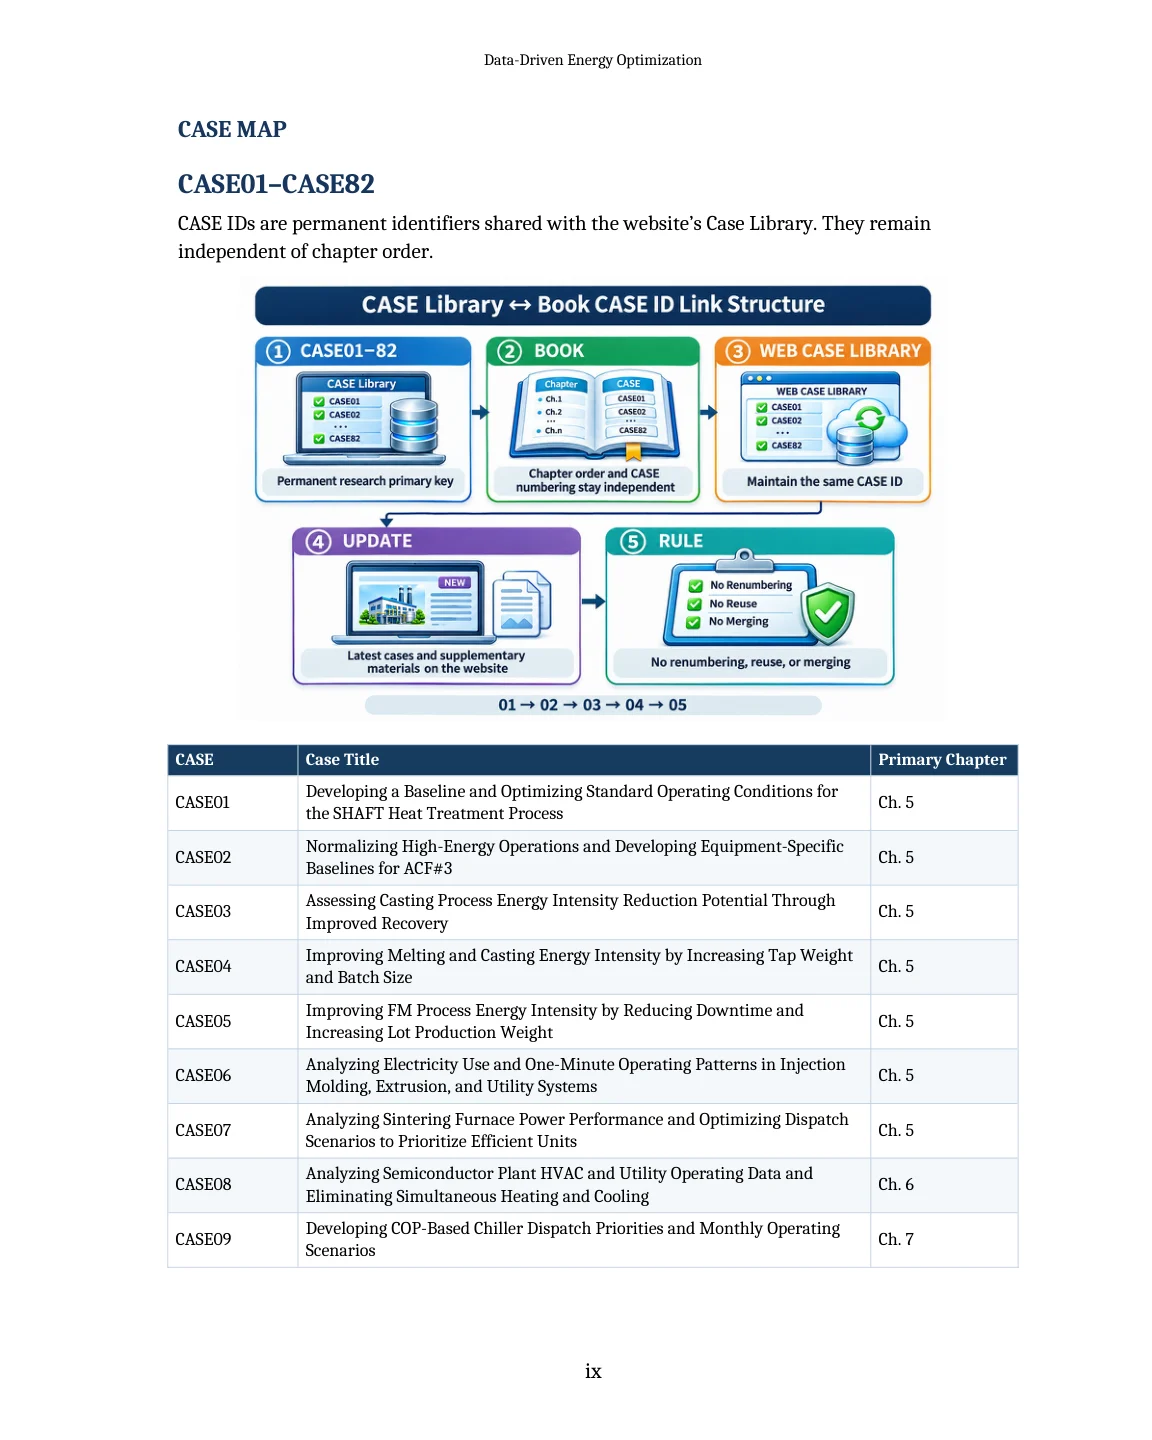 Data-Driven Energy Optimization
CASE MAP
CASE01–CASE82
CASE IDs are permanent identifiers shared with the website’s Case Library. They remain
independent of chapter order.
CASE Library ↔ Book CASE ID Link Structure
① CASE01–82
CASE Library
CASE01
CASE02
...
CASE82
Permanent research primary key
② BOOK
Chapter
Ch.1
Ch.2
...
Ch.n
CASE
CASE01
CASE02
...
CASE82
Chapter order and CASE
numbering stay independent
③ WEB CASE LIBRARY
WEB CASE LIBRARY
CASE01
CASE02
...
CASE82
Maintain the same CASE ID
④ UPDATE
NEW
Latest cases and supplementary
materials on the website
⑤ RULE
No Renumbering
No Reuse
No Merging
No renumbering, reuse, or merging
01 → 02 → 03 → 04 → 05
CASE Case Title Primary Chapter
CASE01 Developing a Baseline and Optimizing Standard Operating Conditions for
the SHAFT Heat Treatment Process Ch. 5
CASE02 Normalizing High-Energy Operations and Developing Equipment-Specific
Baselines for ACF#3 Ch. 5
CASE03 Assessing Casting Process Energy Intensity Reduction Potential Through
Improved Recovery Ch. 5
CASE04 Improving Melting and Casting Energy Intensity by Increasing Tap Weight
and Batch Size Ch. 5
CASE05 Improving FM Process Energy Intensity by Reducing Downtime and
Increasing Lot Production Weight Ch. 5
CASE06 Analyzing Electricity Use and One-Minute Operating Patterns in Injection
Molding, Extrusion, and Utility Systems Ch. 5
CASE07 Analyzing Sintering Furnace Power Performance and Optimizing Dispatch
Scenarios to Prioritize Efficient Units Ch. 5
CASE08 Analyzing Semiconductor Plant HVAC and Utility Operating Data and
Eliminating Simultaneous Heating and Cooling Ch. 6
CASE09 Developing COP-Based Chiller Dispatch Priorities and Monthly Operating
Scenarios Ch. 7
ix